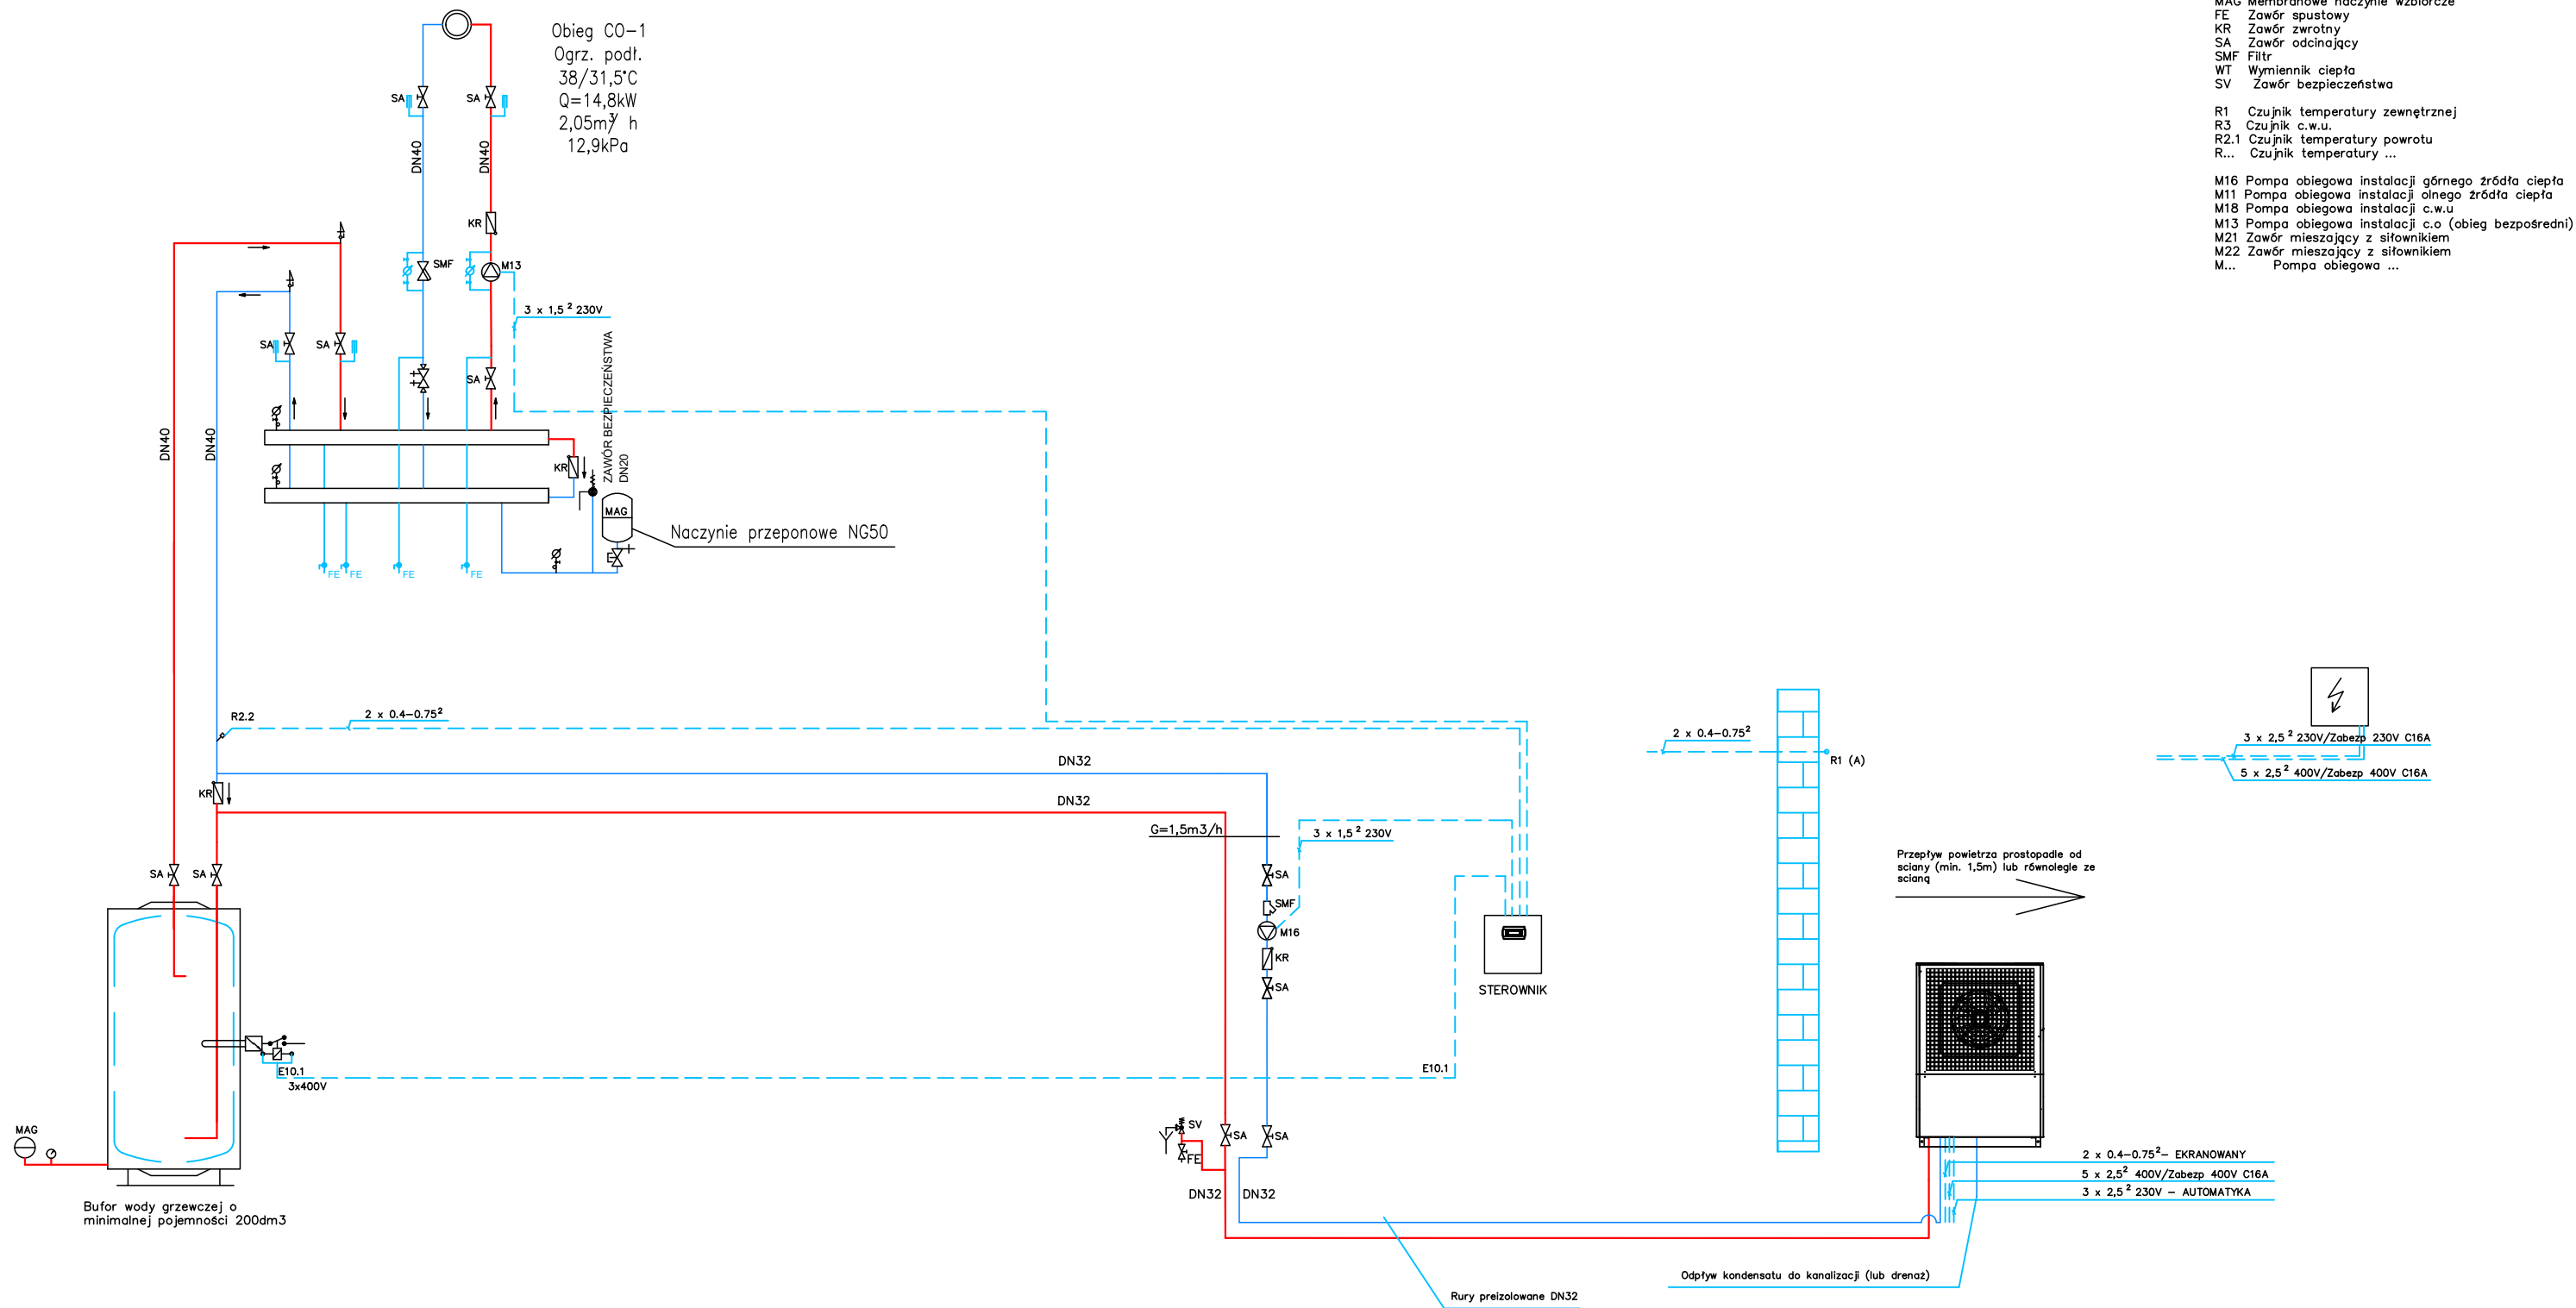 MAG Membranowe naczynie wzbiorcze
FE Zawór spustowy
KR Zawór zwrotny
SA Zawór odcinający
SMF Filtr
WT Wymiennik ciepła
SV Zawór bezpieczeństwa
R1 Czujnik temperatury zewnętrznej
R3 Czujnik c.w.u.
R2.1 Czujnik temperatury powrotu
R... Czujnik temperatury ...
M16 Pompa obiegowa instalacji górnego źródła ciepła
M11 Pompa obiegowa instalacji olnego źródła ciepła
M18 Pompa obiegowa instalacji c.w.u
M13 Pompa obiegowa instalacji c.o (obieg bezpośredni)
M21 Zawór mieszający z siłownikiem
M22 Zawór mieszający z siłownikiem
M... Pompa obiegowa ...
Obieg CO-1
Ogrz. podł.
38/31,5°C
Q=14,8kW
2,05m³/ h
12,9kPa
SA
SA
DN40
DN40
KR
SMF
M13
3 x 1,5² 230V
SA
SA
SA
ZAWÓR BEZPIECZEŃSTWA
DN20
DN40
DN40
KR
MAG
Naczynie przeponowe NG50
FE
FE
FE
FE
R2.2
2 x 0.4-0.75²
2 x 0.4-0.75²
R1 (A)
3 x 2,5² 230V/Zabezp 230V C16A
5 x 2,5² 400V/Zabezp 400V C16A
DN32
KR
DN32
G=1,5m3/h
3 x 1,5² 230V
Przepływ powietrza prostopadle od
sciany (min. 1,5m) lub równolegle ze
scianą
SA
SA
SA
SMF
M16
KR
SA
STEROWNIK
E10.1
3x400V
E10.1
MAG
SV
SA
SA
FE
DN32
DN32
2 x 0.4-0.75²- EKRANOWANY
5 x 2,5² 400V/Zabezp 400V C16A
3 x 2,5² 230V - AUTOMATYKA
Bufor wody grzewczej o
minimalnej pojemności 200dm3
Odpływ kondensatu do kanalizacji (lub drenaż)
Rury preizolowane DN32